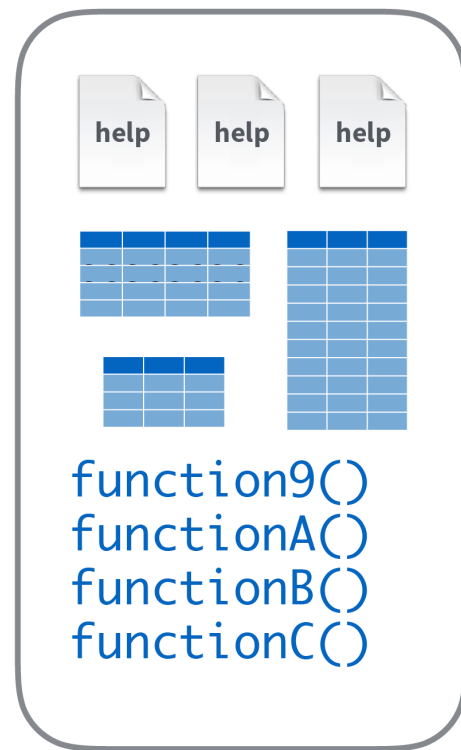 help help help
function9()
functionA()
functionB()
functionC()